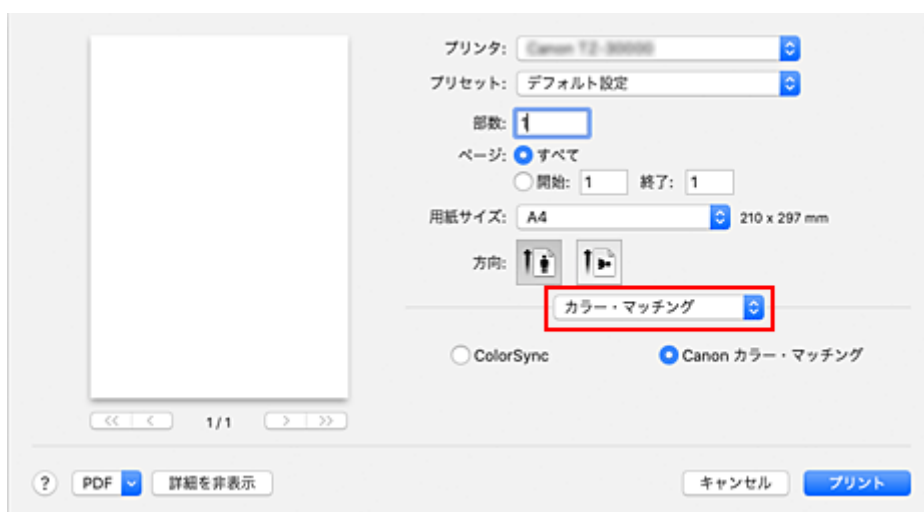 プリンタ: Canon TZ-30000
プリセット: デフォルト設定
部数: 1
ページ: すべて
開始: 1 終了: 1
用紙サイズ: A4 210 x 297 mm
方向:
カラー・マッチング
ColorSync Canon カラー・マッチング
<< < 1/1 > >>
? PDF 詳細を非表示 キャンセル プリント